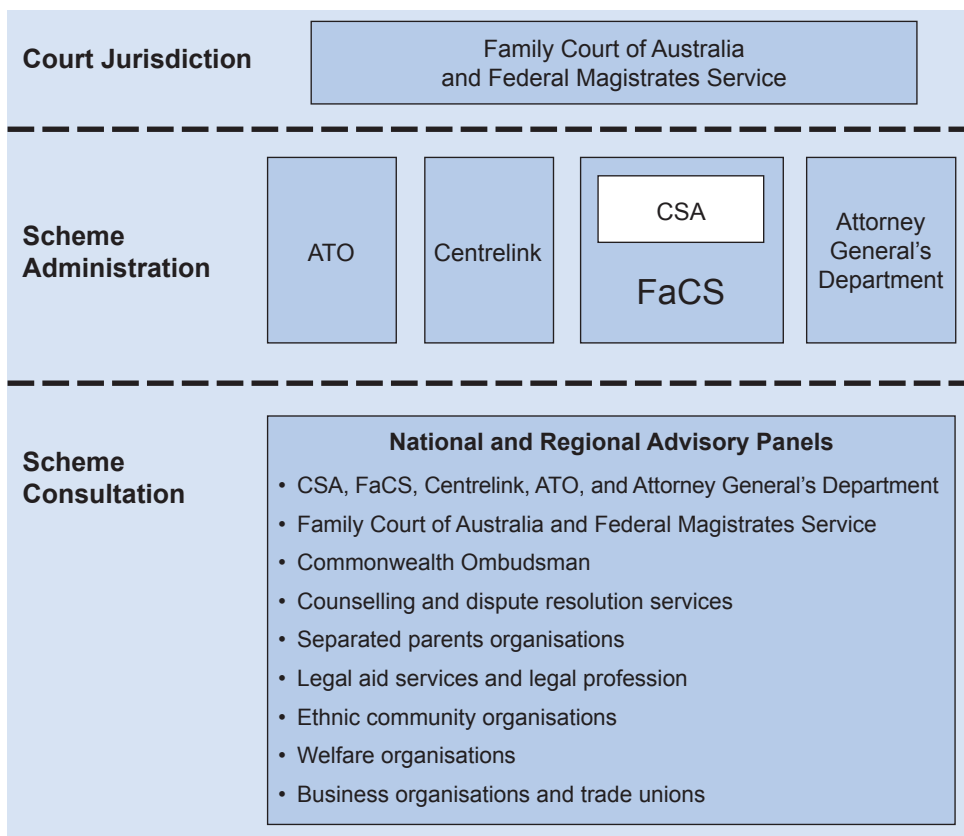 Court Jurisdiction
Family Court of Australia
and Federal Magistrates Service
Scheme
Administration
ATO
Centrelink
CSA
FaCS
Attorney
General’s
Department
Scheme
Consultation
National and Regional Advisory Panels
• CSA, FaCS, Centrelink, ATO, and Attorney General’s Department
• Family Court of Australia and Federal Magistrates Service
• Commonwealth Ombudsman
• Counselling and dispute resolution services
• Separated parents organisations
• Legal aid services and legal profession
• Ethnic community organisations
• Welfare organisations
• Business organisations and trade unions